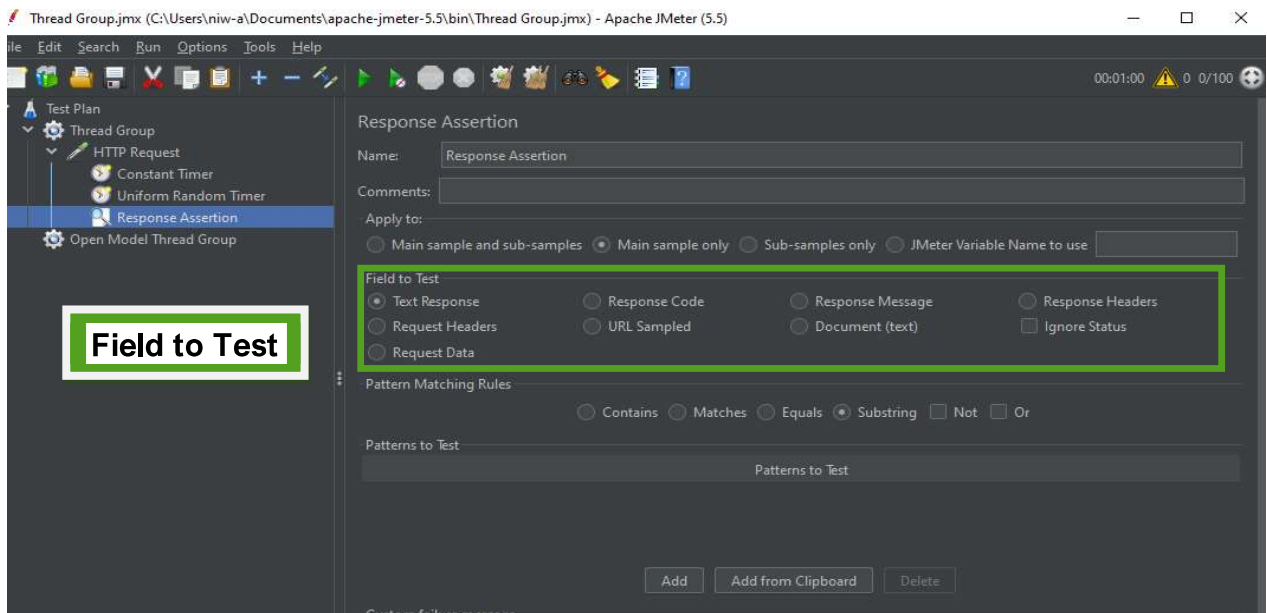 Thread Group.jmx (C:\Users\niw-a\Documents\apache-jmeter-5.5\bin\Thread Group.jmx) - Apache JMeter (5.5)
ile Edit Search Run Options Tools Help
00:01:00 0 0/100
Test Plan
Thread Group
HTTP Request
Constant Timer
Uniform Random Timer
Response Assertion
Open Model Thread Group
Field to Test
Response Assertion
Name: Response Assertion
Comments:
Apply to:
Main sample and sub-samples Main sample only Sub-samples only JMeter Variable Name to use
Field to Test
Text Response Response Code Response Message Response Headers
Request Headers URL Sampled Document (text) Ignore Status
Request Data
Pattern Matching Rules
Contains Matches Equals Substring Not Or
Patterns to Test
Patterns to Test
Add Add from Clipboard Delete